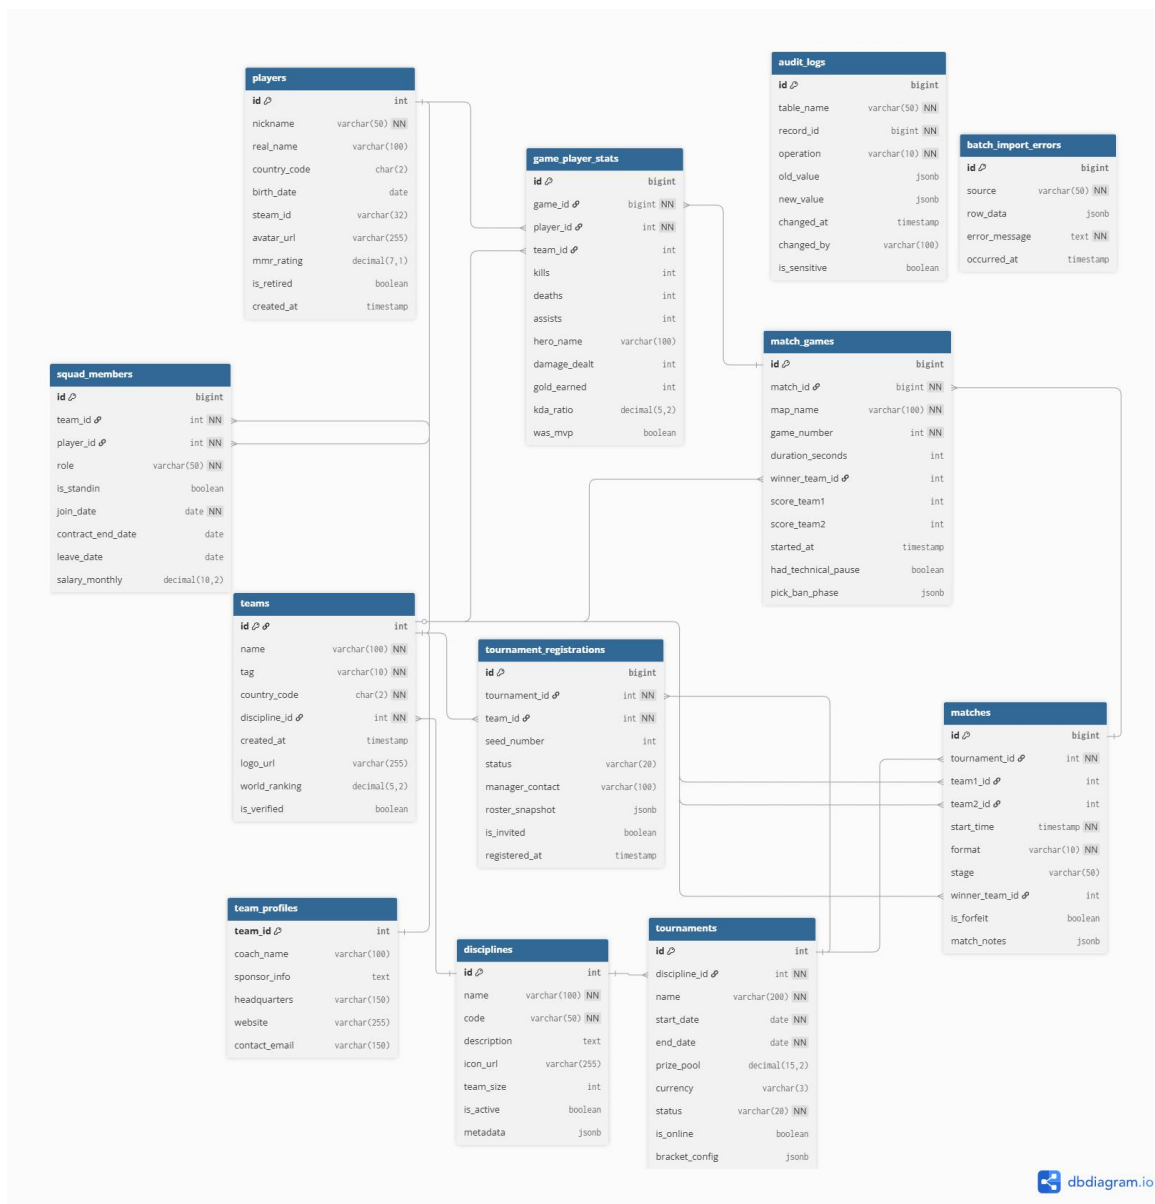 players
id int
nickname varchar(50) NN
real_name varchar(100)
country_code char(2)
birth_date date
steam_id varchar(32)
avatar_url varchar(255)
mmr_rating decimal(7,1)
is_retired boolean
created_at timestamp
audit_logs
id bigint
table_name varchar(50) NN
record_id bigint NN
operation varchar(10) NN
old_value jsonb
new_value jsonb
changed_at timestamp
changed_by varchar(100)
is_sensitive boolean
batch_import_errors
id bigint
source varchar(50) NN
row_data jsonb
error_message text NN
occurred_at timestamp
game_player_stats
id bigint
game_id bigint NN
player_id int NN
team_id int
kills int
deaths int
assists int
hero_name varchar(100)
damage_dealt int
gold_earned int
kda_ratio decimal(5,2)
was_mvp boolean
match_games
id bigint
match_id bigint NN
map_name varchar(100) NN
game_number int NN
duration_seconds int
winner_team_id int
score_team1 int
score_team2 int
started_at timestamp
had_technical_pause boolean
pick_ban_phase jsonb
squad_members
id bigint
team_id int NN
player_id int NN
role varchar(50) NN
is_standin boolean
join_date date NN
contract_end_date date
leave_date date
salary_monthly decimal(10,2)
teams
id int
name varchar(100) NN
tag varchar(10) NN
country_code char(2) NN
discipline_id int NN
created_at timestamp
logo_url varchar(255)
world_ranking decimal(5,2)
is_verified boolean
tournament_registrations
id bigint
tournament_id int NN
team_id int NN
seed_number int
status varchar(20)
manager_contact varchar(100)
roster_snapshot jsonb
is_invited boolean
registered_at timestamp
matches
id bigint
tournament_id int NN
team1_id int
team2_id int
start_time timestamp NN
format varchar(10) NN
stage varchar(50)
winner_team_id int
is_forfeit boolean
match_notes jsonb
team_profiles
team_id int
coach_name varchar(100)
sponsor_info text
headquarters varchar(150)
website varchar(255)
contact_email varchar(150)
disciplines
id int
name varchar(100) NN
code varchar(50) NN
description text
icon_url varchar(255)
team_size int
is_active boolean
metadata jsonb
tournaments
id int
discipline_id int NN
name varchar(200) NN
start_date date NN
end_date date NN
prize_pool decimal(15,2)
currency varchar(3)
status varchar(20) NN
is_online boolean
bracket_config jsonb
dbdiagram.io